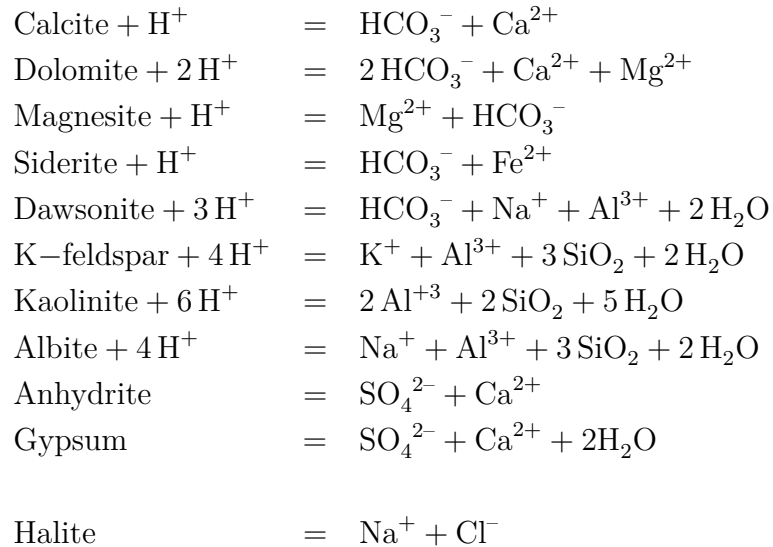 Calcite + H⁺ = HCO₃⁻ + Ca²⁺
Dolomite + 2 H⁺ = 2 HCO₃⁻ + Ca²⁺ + Mg²⁺
Magnesite + H⁺ = Mg²⁺ + HCO₃⁻
Siderite + H⁺ = HCO₃⁻ + Fe²⁺
Dawsonite + 3 H⁺ = HCO₃⁻ + Na⁺ + Al³⁺ + 2 H₂O
K−feldspar + 4 H⁺ = K⁺ + Al³⁺ + 3 SiO₂ + 2 H₂O
Kaolinite + 6 H⁺ = 2 Al⁺³ + 2 SiO₂ + 5 H₂O
Albite + 4 H⁺ = Na⁺ + Al³⁺ + 3 SiO₂ + 2 H₂O
Anhydrite = SO₄²⁻ + Ca²⁺
Gypsum = SO₄²⁻ + Ca²⁺ + 2H₂O
Halite = Na⁺ + Cl⁻